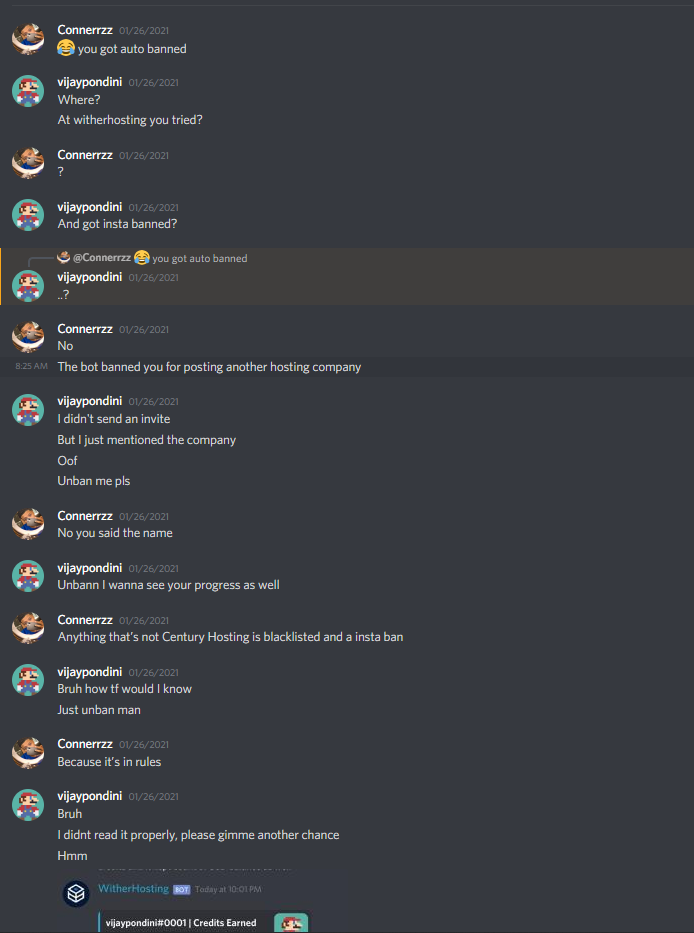 Connerrzz 01/26/2021
😂 you got auto banned
vijaypondini 01/26/2021
Where?
At witherhosting you tried?
Connerrzz 01/26/2021
?
vijaypondini 01/26/2021
And got insta banned?
@Connerrzz 😂 you got auto banned
vijaypondini 01/26/2021
..?
Connerrzz 01/26/2021
No
8:25 AM The bot banned you for posting another hosting company
vijaypondini 01/26/2021
I didn't send an invite
But I just mentioned the company
Oof
Unban me pls
Connerrzz 01/26/2021
No you said the name
vijaypondini 01/26/2021
Unbann I wanna see your progress as well
Connerrzz 01/26/2021
Anything that's not Century Hosting is blacklisted and a insta ban
vijaypondini 01/26/2021
Bruh how tf would I know
Just unban man
Connerrzz 01/26/2021
Because it's in rules
vijaypondini 01/26/2021
Bruh
I didnt read it properly, please gimme another chance
Hmm
WitherHosting BOT Today at 10:01 PM
vijaypondini#0001 | Credits Earned